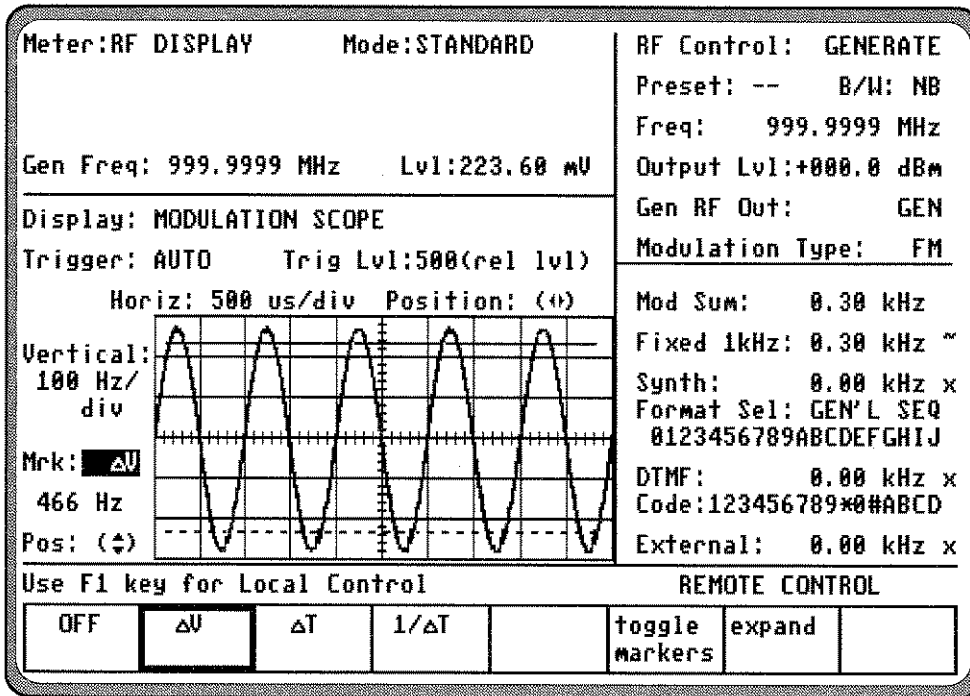 Meter:RF DISPLAY Mode:STANDARD
Gen Freq: 999.9999 MHz Lvl:223.60 mV
Display: MODULATION SCOPE
Trigger: AUTO Trig Lvl:500(rel lvl)
Horiz: 500 us/div Position: (↔)
Vertical:
100 Hz/
div
Mrk: ΔV
466 Hz
Pos: (↕)
RF Control: GENERATE
Preset: -- B/W: NB
Freq: 999.9999 MHz
Output Lvl:+000.0 dBm
Gen RF Out: GEN
Modulation Type: FM
Mod Sum: 0.30 kHz
Fixed 1kHz: 0.30 kHz ~
Synth: 0.00 kHz x
Format Sel: GEN'L SEQ
0123456789ABCDEFGHIJ
DTMF: 0.00 kHz x
Code:123456789*0#ABCD
External: 0.00 kHz x
Use F1 key for Local Control REMOTE CONTROL
OFF ΔV ΔT 1/ΔT toggle expand
markers